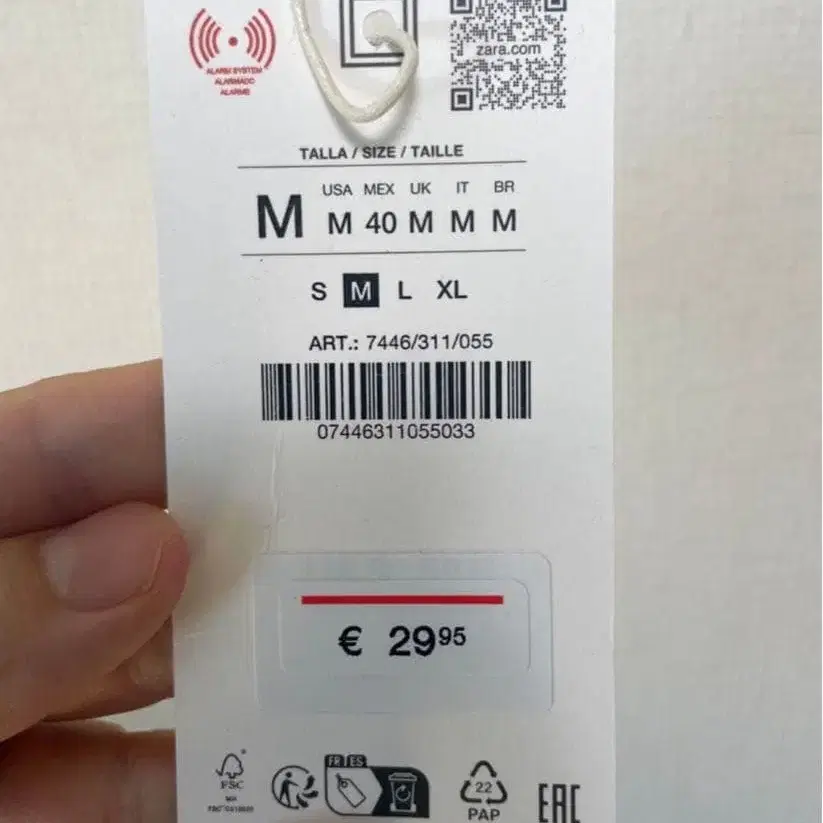 zara.com
ALARM SYSTEM
ALARMADO
ALARME
TALLA / SIZE / TAILLE
USA MEX UK IT BR
M M 40 M M M
S M L XL
ART.: 7446/311/055
07446311055033
€ 29 95
FR ES
FSC
22
PAP
EAC